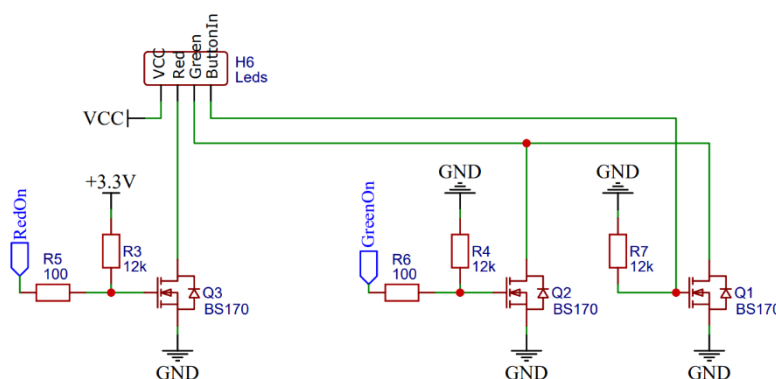 VCC
Red
Green
ButtonIn
H6
Leds
VCC
+3.3V
GND
GND
RedOn
GreenOn
R5
100
R3
12k
R6
100
R4
12k
R7
12k
Q3
BS170
Q2
BS170
Q1
BS170
GND
GND
GND